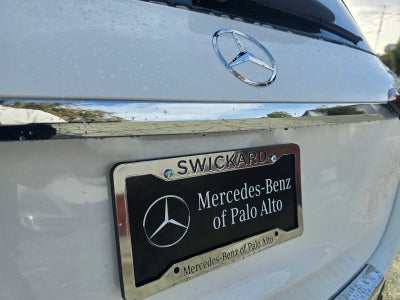 SWICKARD
Mercedes-Benz
of Palo Alto
Mercedes-Benz of Palo Alto